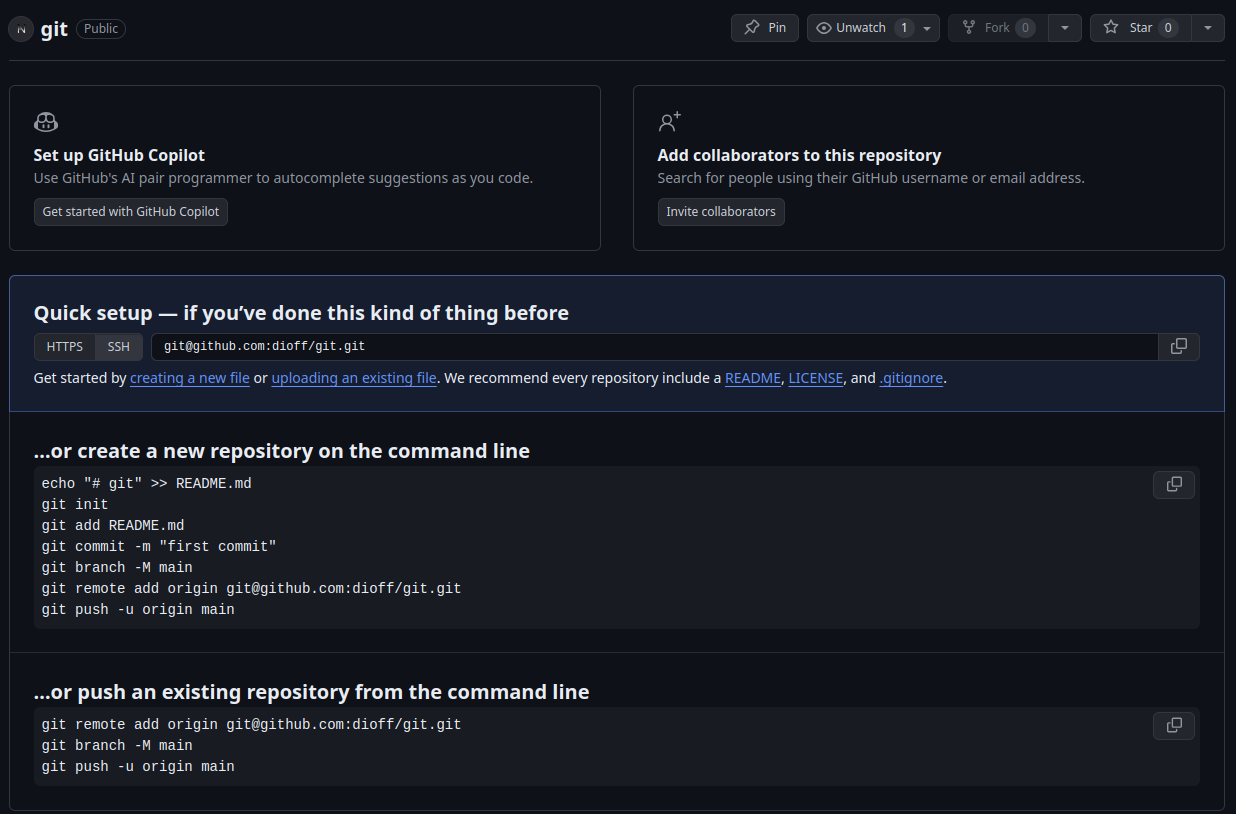 git Public Pin Unwatch 1 Fork 0 Star 0
Set up GitHub Copilot
Use GitHub's AI pair programmer to autocomplete suggestions as you code.
Get started with GitHub Copilot
Add collaborators to this repository
Search for people using their GitHub username or email address.
Invite collaborators
Quick setup — if you’ve done this kind of thing before
HTTPS SSH git@github.com:dioff/git.git
Get started by creating a new file or uploading an existing file. We recommend every repository include a README, LICENSE, and .gitignore.
…or create a new repository on the command line
echo "# git" >> README.md
git init
git add README.md
git commit -m "first commit"
git branch -M main
git remote add origin git@github.com:dioff/git.git
git push -u origin main
…or push an existing repository from the command line
git remote add origin git@github.com:dioff/git.git
git branch -M main
git push -u origin main